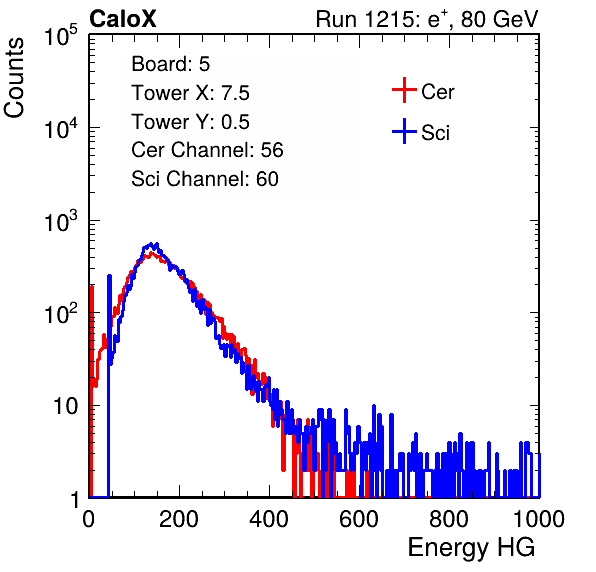 CaloX Run 1215: e⁺, 80 GeV
Counts
Board: 5
Tower X: 7.5
Tower Y: 0.5
Cer Channel: 56
Sci Channel: 60
Cer
Sci
10⁵
10⁴
10³
10²
10
1
0 200 400 600 800 1000
Energy HG